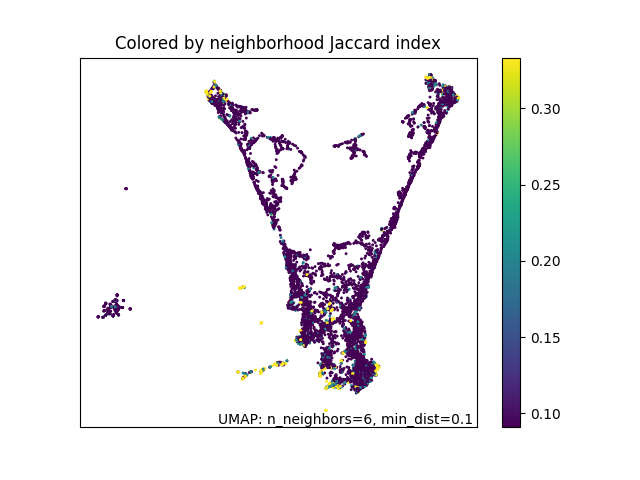 Colored by neighborhood Jaccard index
0.30
0.25
0.20
0.15
0.10
UMAP: n_neighbors=6, min_dist=0.1